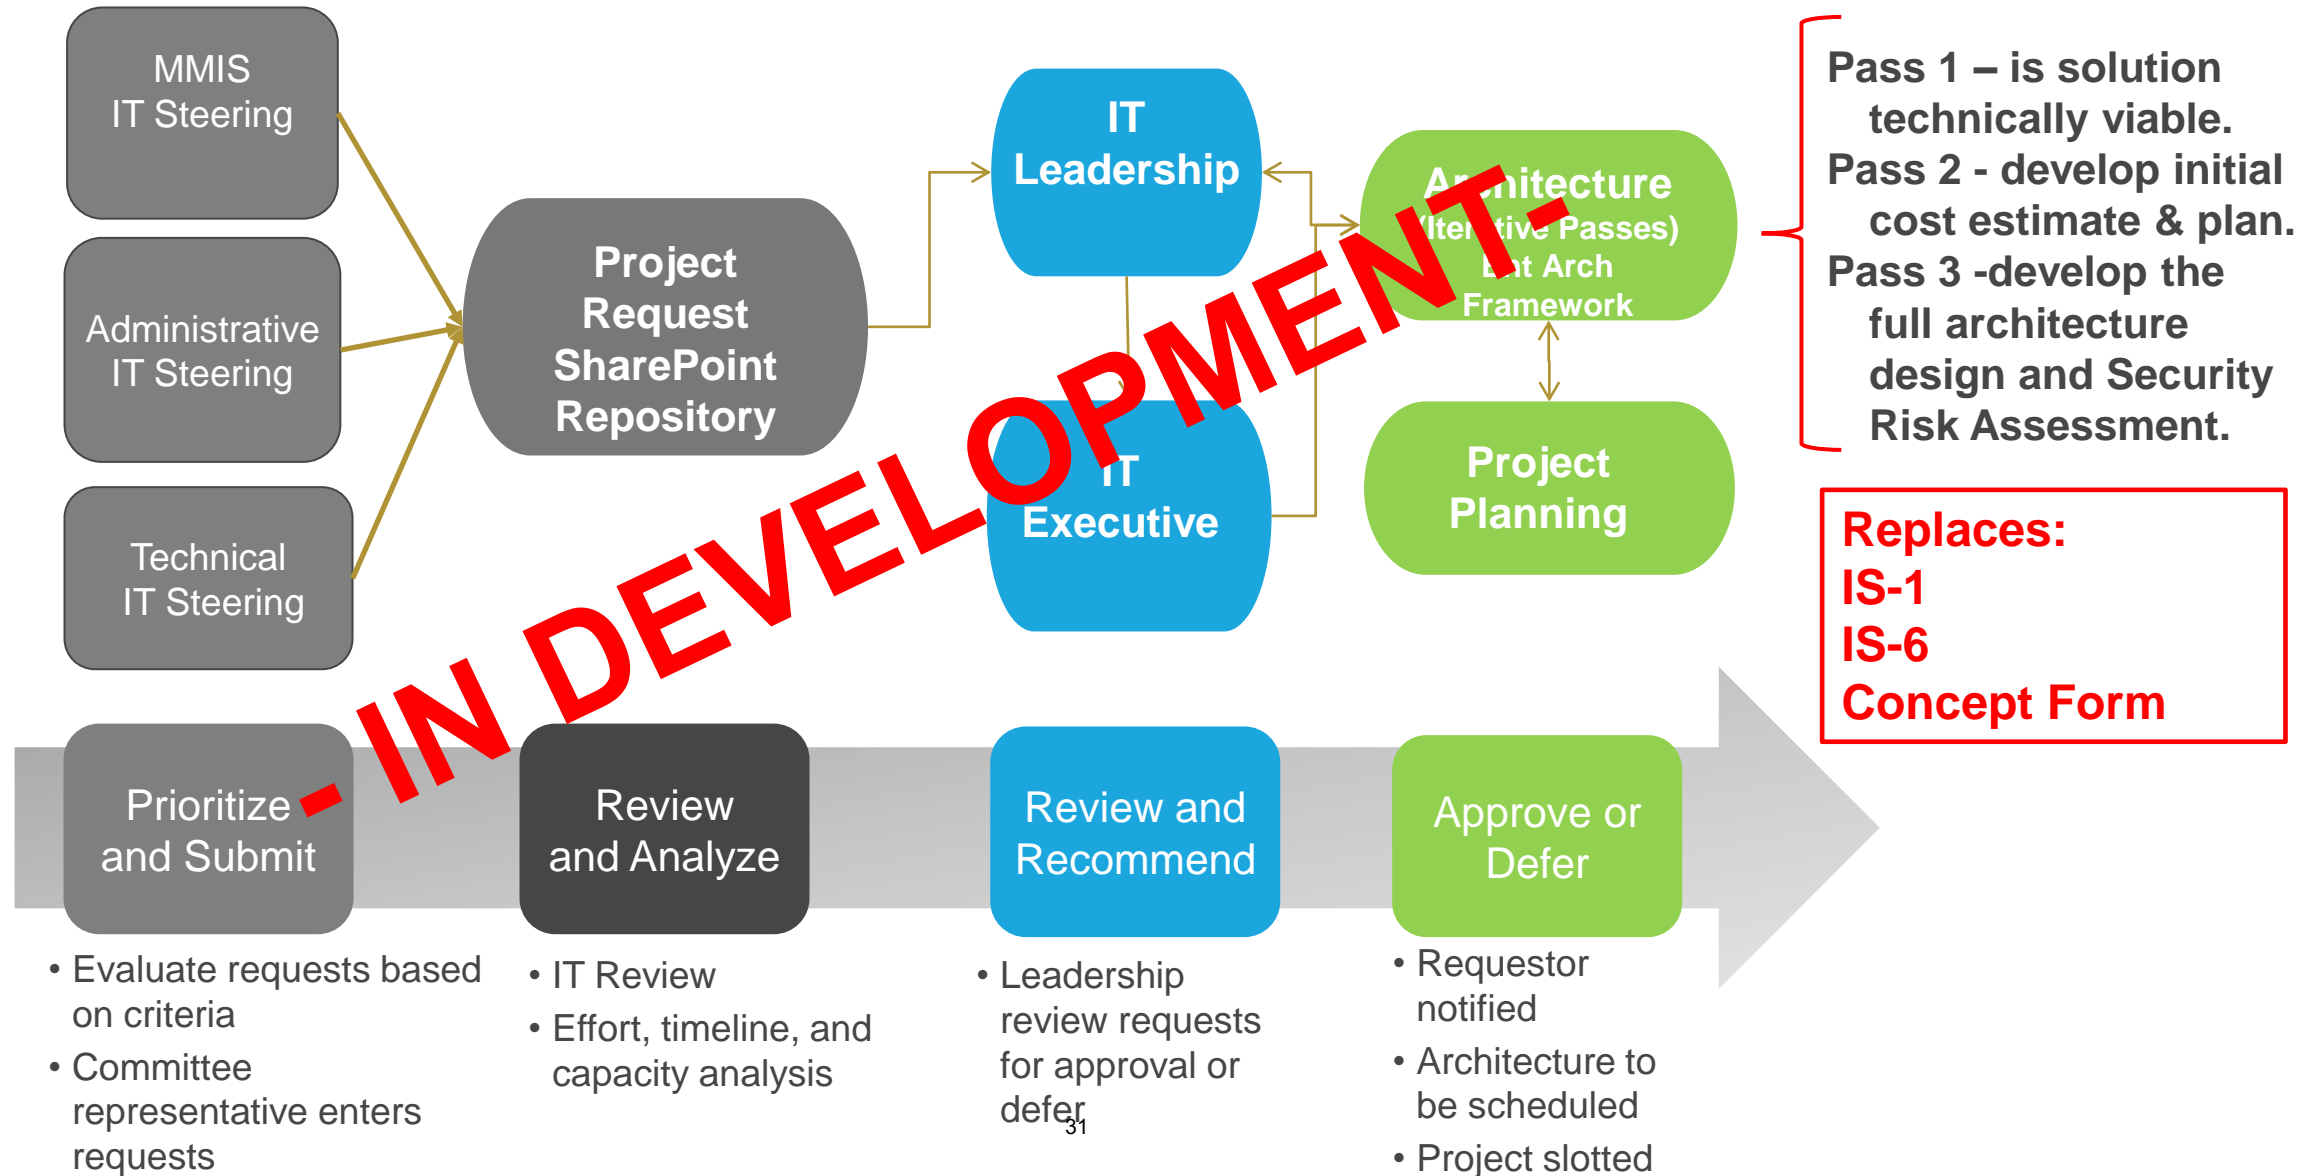 MMIS
IT Steering
Administrative
IT Steering
Technical
IT Steering
Project
Request
SharePoint
Repository
IT
Leadership
IT
Executive
Architecture
(Iterative Passes)
Ent Arch
Framework
Project
Planning
Pass 1 – is solution
technically viable.
Pass 2 - develop initial
cost estimate & plan.
Pass 3 -develop the
full architecture
design and Security
Risk Assessment.
Replaces:
IS-1
IS-6
Concept Form
- IN DEVELOPMENT-
Prioritize
and Submit
Review
and Analyze
Review and
Recommend
Approve or
Defer
• Evaluate requests based
on criteria
• Committee
representative enters
requests
• IT Review
• Effort, timeline, and
capacity analysis
• Leadership
review requests
for approval or
defer
• Requestor
notified
• Architecture to
be scheduled
• Project slotted
31